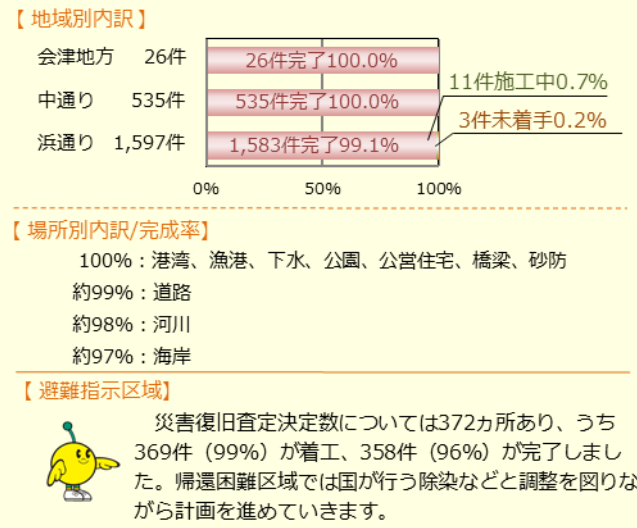 【 地域別内訳 】
会津地方 26件 26件完了100.0%
11件施工中0.7%
中通り 535件 535件完了100.0%
3件未着手0.2%
浜通り 1,597件 1,583件完了99.1%
0% 50% 100%
【 場所別内訳/完成率】
100%：港湾、漁港、下水、公園、公営住宅、橋梁、砂防
約99%：道路
約98%：河川
約97%：海岸
【 避難指示区域】
災害復旧査定決定数については372ヵ所あり、うち
369件（99%）が着工、358件（96%）が完了しまし
た。帰還困難区域では国が行う除染などと調整を図りな
がら計画を進めていきます。